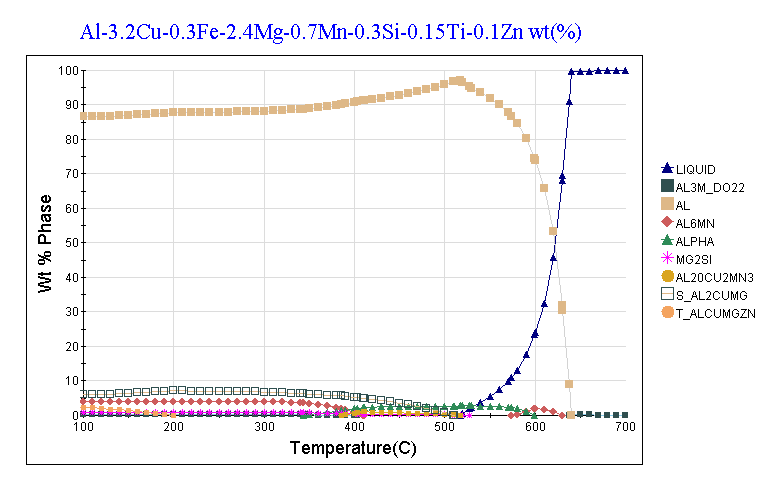 Al-3.2Cu-0.3Fe-2.4Mg-0.7Mn-0.3Si-0.15Ti-0.1Zn wt(%)
100
90
80
70
60
50
40
30
20
10
0
Wt % Phase
100 200 300 400 500 600 700
Temperature(C)
LIQUID
AL3M_DO22
AL
AL6MN
ALPHA
MG2SI
AL20CU2MN3
S_AL2CUMG
T_ALCUMGZN